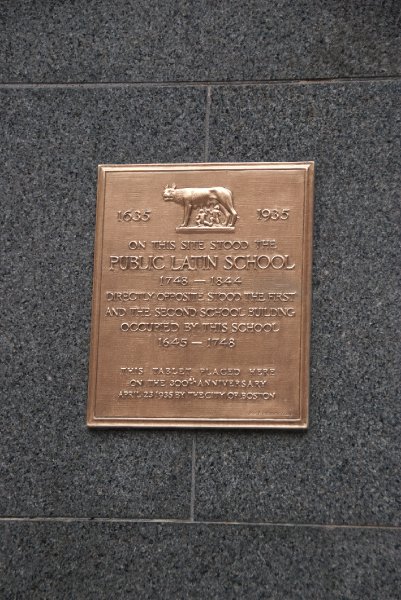 1635 1935
ON THIS SITE STOOD THE
PUBLIC LATIN SCHOOL
1748 — 1844
DIRECTLY OPPOSITE STOOD THE FIRST
AND THE SECOND SCHOOL BUILDING
OCCUPIED BY THIS SCHOOL
1645 — 1748
THIS TABLET PLACED HERE
ON THE 300TH ANNIVERSARY
APRIL 23 1935 BY THE CITY OF BOSTON